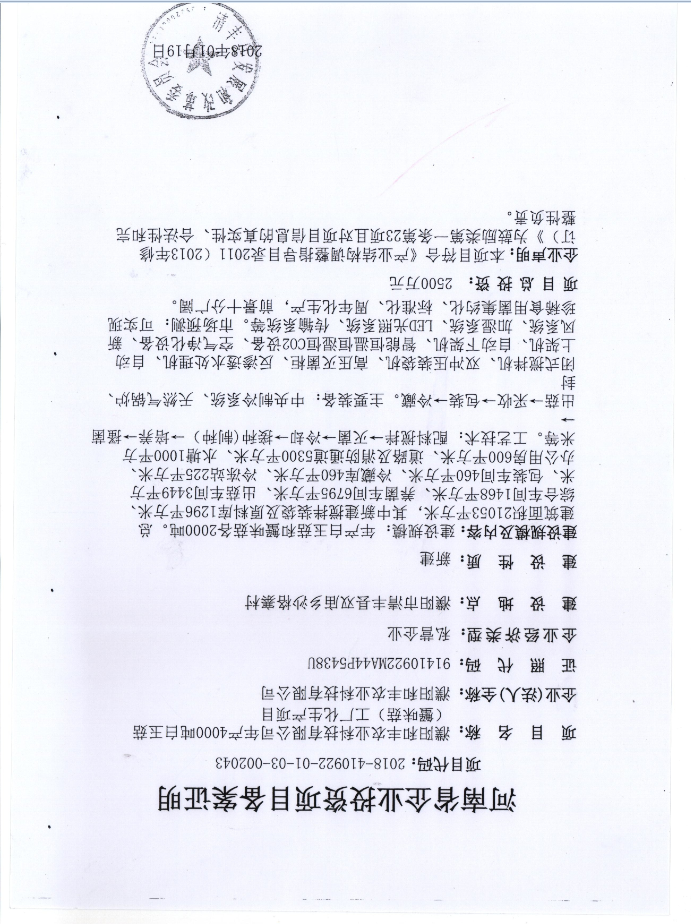 河南省企业投资项目备案证明
项目代码：2018-410922-01-03-002043
项 目 名 称：濮阳和丰农业科技有限公司年产4000吨白玉菇
（蟹味菇）工厂化生产项目
企业(法人)全称：濮阳和丰农业科技有限公司
证 照 代 码：91410922MA44P5438U
企业经济类型：私营企业
建 设 地 点：濮阳市清丰县双庙乡沙格寨村
建 设 性 质：新建
建设规模及内容：建设规模：年产白玉菇和蟹味菇各2000吨。总
建筑面积21053平方米，其中新建搅拌装袋及原料库1296平方米、
综合车间1468平方米、养菌车间6795平方米、出菇车间3449平方
米、包装车间460平方米、冷藏库460平方米、冷冻站225平方米、
办公用房600平方米、道路及消防通道5300平方米、水塘1000平方
米等。工艺技术：配料搅拌→灭菌→冷却→接种(制种）→培养→搔菌
→
出菇→采收→包装→冷藏。主要装备：中央制冷系统、天然气锅炉、
封
闭式搅拌机、双冲压装袋机、高压灭菌柜、反渗透水处理机、自动
上架机、自动下架机、智能恒温恒湿恒CO2设备、空气净化设备、新
风系统、加湿系统、LED光照系统、传输系统等。市场预测：可实现
珍稀食用菌集约化、标准化、周年化生产，前景十分广阔。
项 目 总 投 资： 2500万元
企业声明：本项目符合《产业结构调整指导目录2011（2013年修
订）》为鼓励类第一条第23项且对项目信息的真实性、合法性和完
整性负责。
发展和改革委员
2018年01月19日